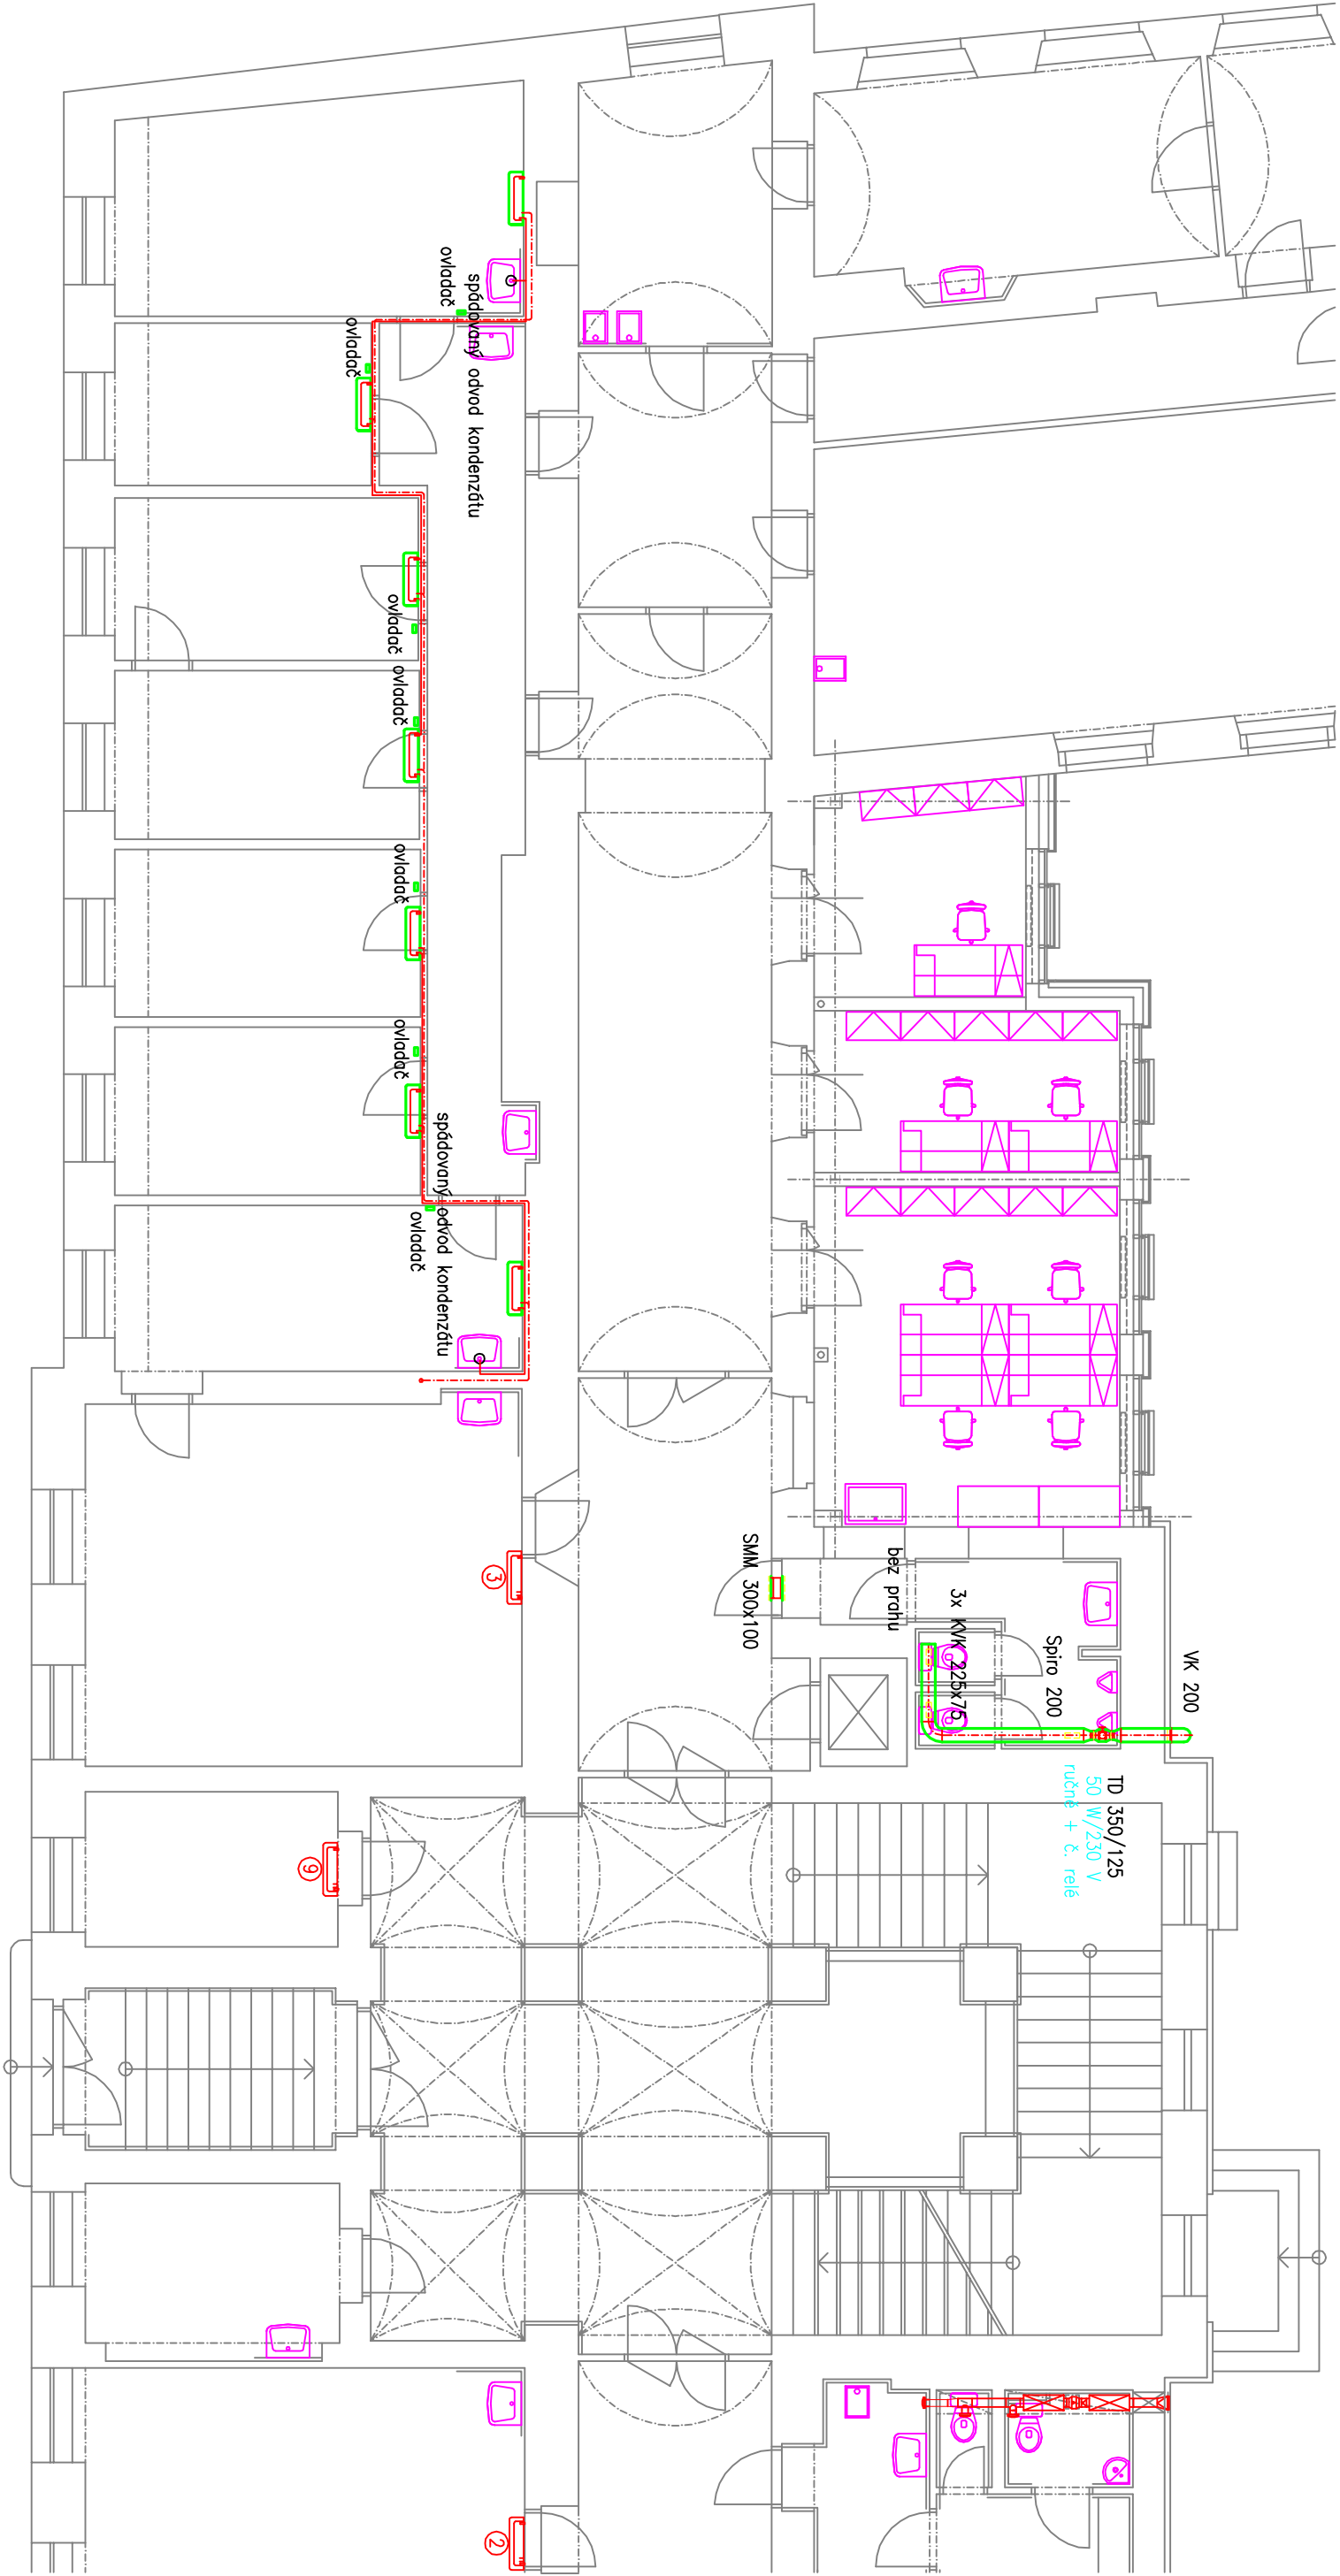 VK 200
TD 350/125
50 W/230 V
ručně + č. relé
Spiro 200
3x KVK 225x75
bez prahu
SMM 300x100
spádovaný odvod kondenzátu
ovladač
ovladač
ovladač
ovladač
ovladač
ovladač
spádovaný odvod kondenzátu
ovladač
3
9
2